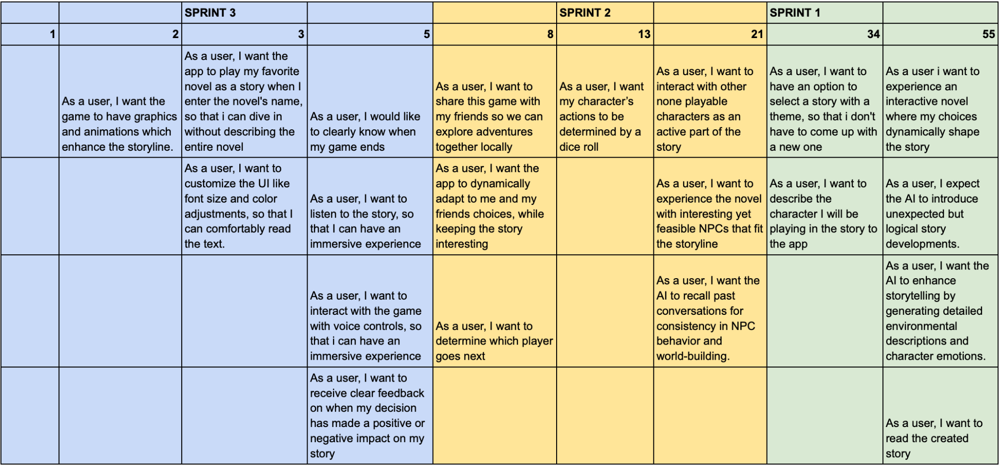 SPRINT 3
SPRINT 2
SPRINT 1
1
2
3
5
8
13
21
34
55
As a user, I want the
game to have graphics
and animations which
enhance the storyline.
As a user, I want the
app to play my favorite
novel as a story when I
enter the novel's name,
so that i can dive in
without describing the
entire novel
As a user, I would like
to clearly know when
my game ends
As a user, I want to
share this game with
my friends so we can
explore adventures
together locally
As a user, I want
my character’s
actions to be
determined by a
dice roll
As a user, I want to
interact with other
none playable
characters as an
active part of the
story
As a user, I want to
have an option to
select a story with a
theme, so that i don't
have to come up with
a new one
As a user i want to
experience an
interactive novel
where my choices
dynamically shape
the story
As a user, I want to
customize the UI like
font size and color
adjustments, so that I
can comfortably read
the text.
As a user, I want to
listen to the story, so
that I can have an
immersive experience
As a user, I want the
app to dynamically
adapt to me and my
friends choices, while
keeping the story
interesting
As a user, I want to
experience the novel
with interesting yet
feasible NPCs that fit
the storyline
As a user, I want to
describe the
character I will be
playing in the story to
the app
As a user, I expect
the AI to introduce
unexpected but
logical story
developments.
As a user, I want to
interact with the game
with voice controls, so
that i can have an
immersive experience
As a user, I want to
determine which player
goes next
As a user, I want the
AI to recall past
conversations for
consistency in NPC
behavior and
world-building.
As a user, I want the
AI to enhance
storytelling by
generating detailed
environmental
descriptions and
character emotions.
As a user, I want to
receive clear feedback
on when my decision
has made a positive or
negative impact on my
story
As a user, I want to
read the created
story